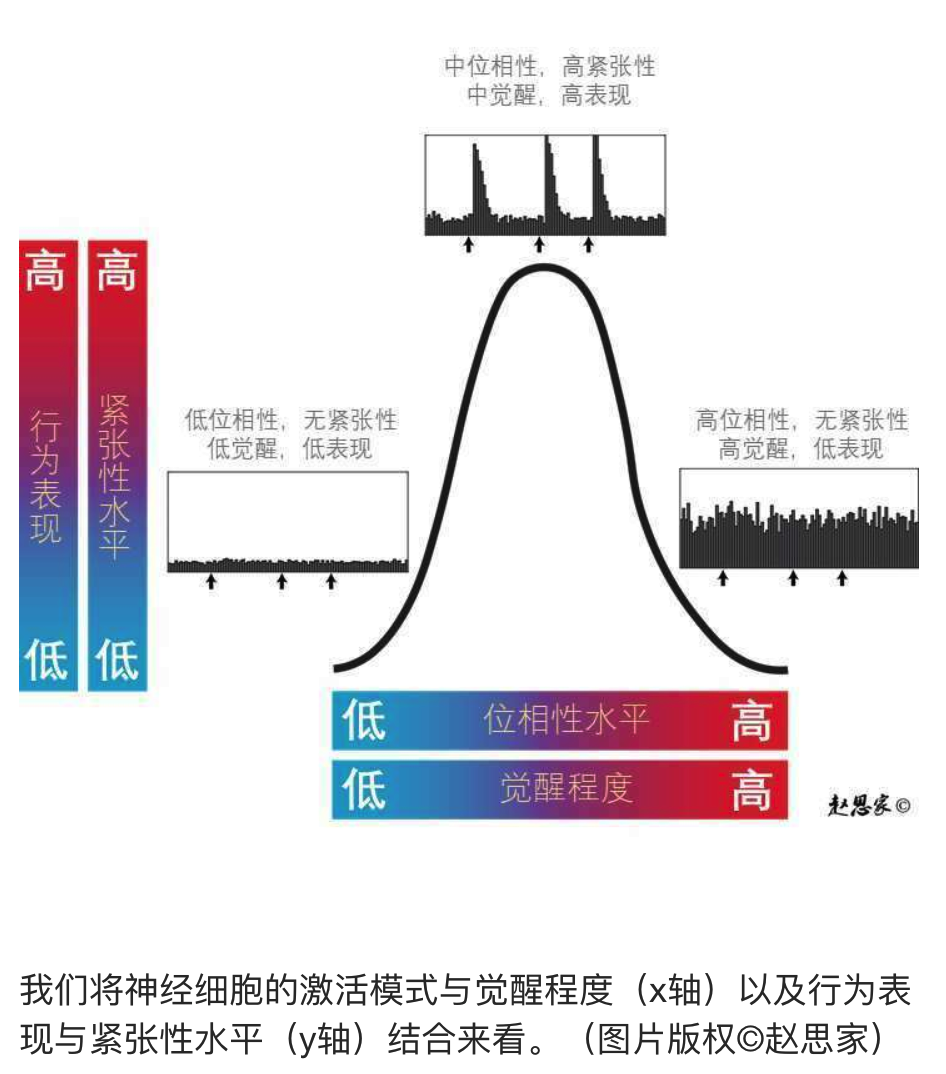 中位相性，高紧张性
中觉醒，高表现
高
高
行为表现
紧张性水平
低
低
低位相性，无紧张性
低觉醒，低表现
高位相性，无紧张性
高觉醒，低表现
低 位相性水平 高
低 觉醒程度 高
赵思家©
我们将神经细胞的激活模式与觉醒程度（x轴）以及行为表
现与紧张性水平（y轴）结合来看。（图片版权©赵思家）